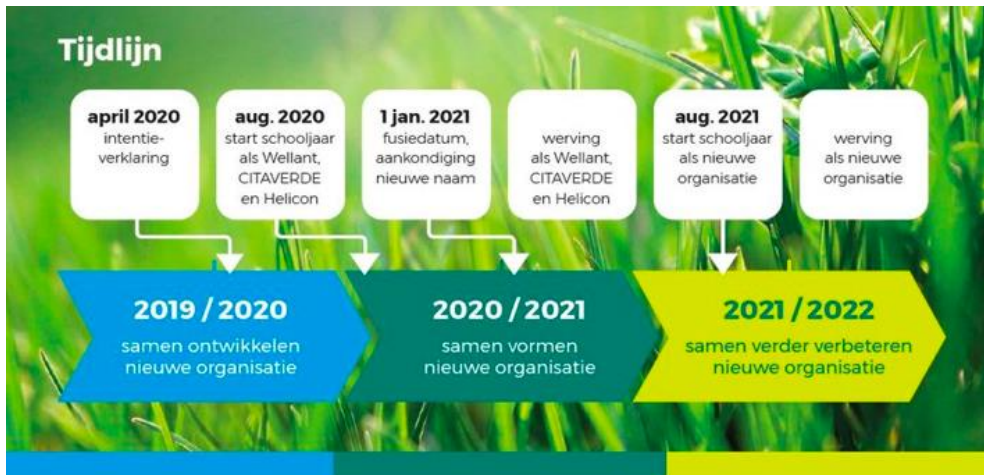 Tijdlijn
april 2020
intentie-
verklaring
aug. 2020
start schooljaar
als Wellant,
CITAVERDE
en Helicon
1 jan. 2021
fusiedatum,
aankondiging
nieuwe naam
werving
als Wellant,
CITAVERDE
en Helicon
aug. 2021
start schooljaar
als nieuwe
organisatie
werving
als nieuwe
organisatie
2019 / 2020
samen ontwikkelen
nieuwe organisatie
2020 / 2021
samen vormen
nieuwe organisatie
2021 / 2022
samen verder verbeteren
nieuwe organisatie